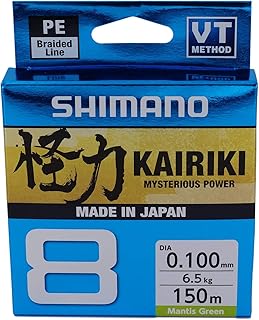 PE
Braided
Line
VT
METHOD
SHIMANO
怪力 KAIRIKI
MYSTERIOUS POWER
MADE IN JAPAN
8
DIA
0.100mm
6.5kg
150m
Mantis Green